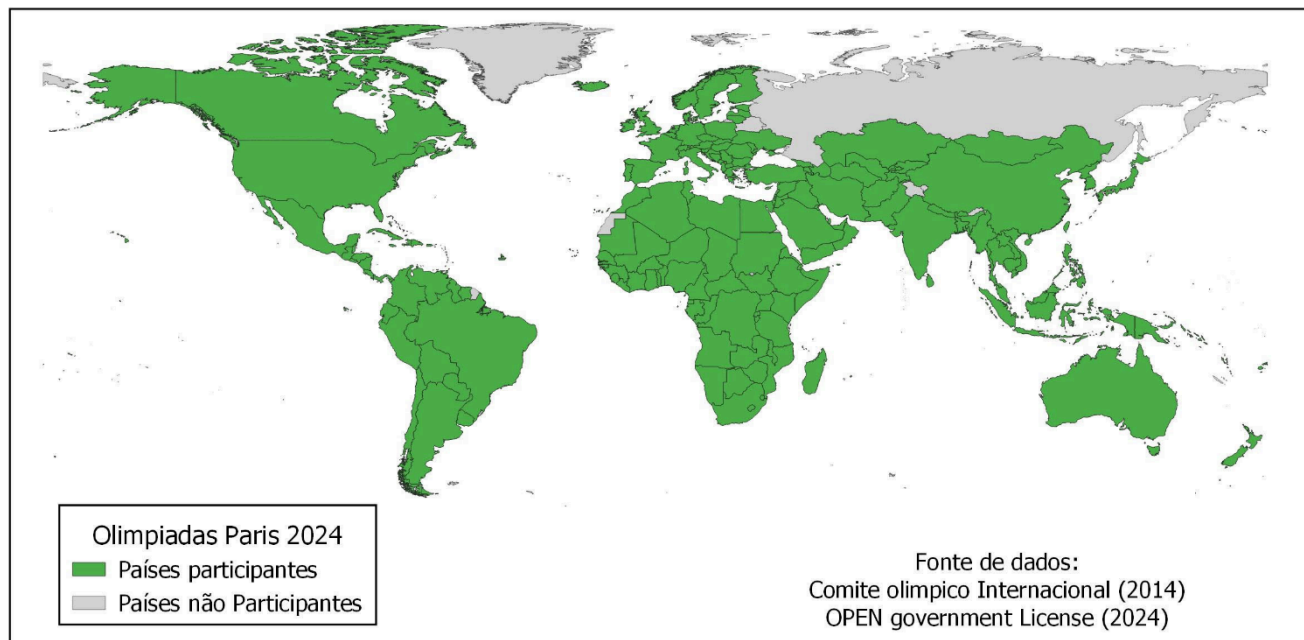 Olimpiadas Paris 2024
Países participantes
Países não Participantes
Fonte de dados:
Comite olimpico Internacional (2014)
OPEN government License (2024)